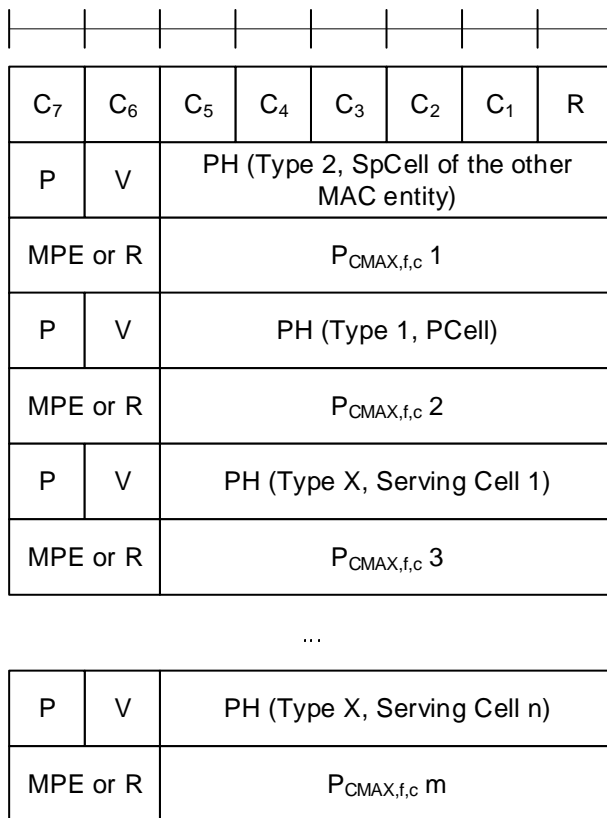 C7 C6 C5 C4 C3 C2 C1 R
P V PH (Type 2, SpCell of the other
MAC entity)
MPE or R PCMAX,f,c 1
P V PH (Type 1, PCell)
MPE or R PCMAX,f,c 2
P V PH (Type X, Serving Cell 1)
MPE or R PCMAX,f,c 3
...
P V PH (Type X, Serving Cell n)
MPE or R PCMAX,f,c m